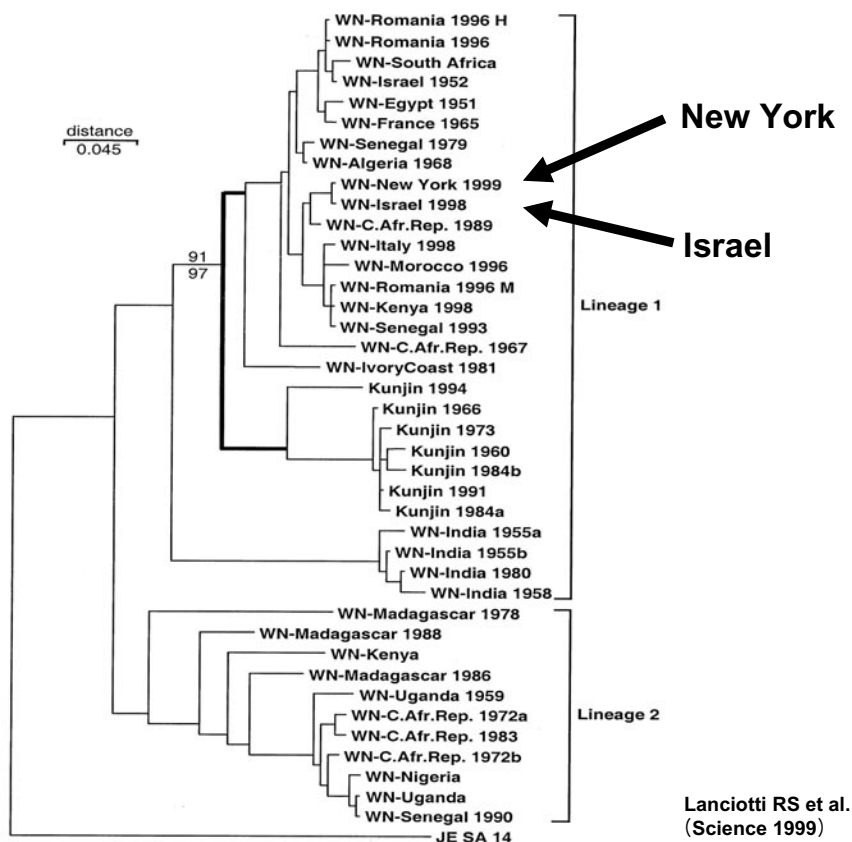 WN-Romania 1996 H
WN-Romania 1996
WN-South Africa
WN-Israel 1952
WN-Egypt 1951
WN-France 1965
WN-Senegal 1979
WN-Algeria 1968
WN-New York 1999
WN-Israel 1998
WN-C.Afr.Rep. 1989
WN-Italy 1998
WN-Morocco 1996
WN-Romania 1996 M
WN-Kenya 1998
WN-Senegal 1993
WN-C.Afr.Rep. 1967
WN-IvoryCoast 1981
Kunjin 1994
Kunjin 1966
Kunjin 1973
Kunjin 1960
Kunjin 1984b
Kunjin 1991
Kunjin 1984a
WN-India 1955a
WN-India 1955b
WN-India 1980
WN-India 1958
WN-Madagascar 1978
WN-Madagascar 1988
WN-Kenya
WN-Madagascar 1986
WN-Uganda 1959
WN-C.Afr.Rep. 1972a
WN-C.Afr.Rep. 1983
WN-C.Afr.Rep. 1972b
WN-Nigeria
WN-Uganda
WN-Senegal 1990
JE SA 14
distance
0.045
91
97
Lineage 1
Lineage 2
New York
Israel
Lanciotti RS et al.
(Science 1999)